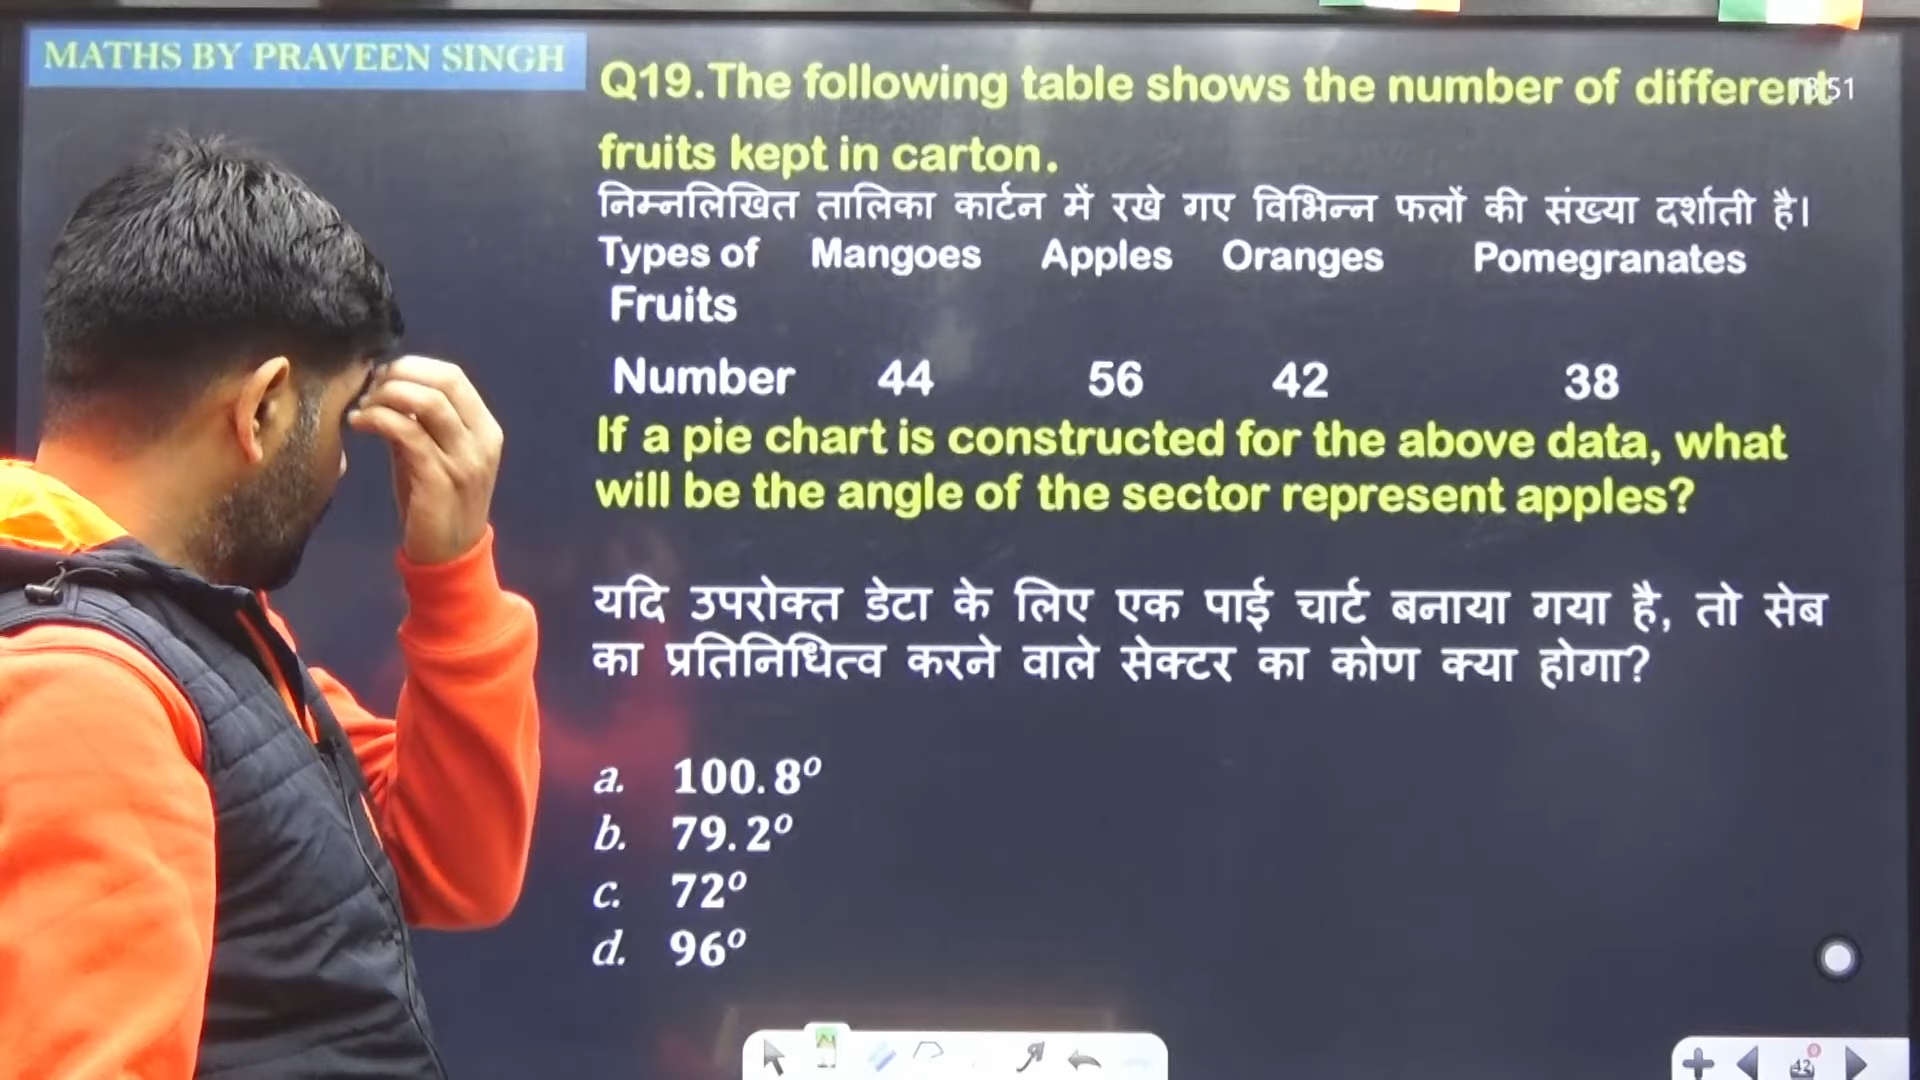 MATHS BY PRAVEEN SINGH
Q19.The following table shows the number of different
fruits kept in carton.
निम्नलिखित तालिका कार्टन में रखे गए विभिन्न फलों की संख्या दर्शाती है।
Types of Mangoes Apples Oranges Pomegranates
Fruits
Number 44 56 42 38
If a pie chart is constructed for the above data, what
will be the angle of the sector represent apples?
यदि उपरोक्त डेटा के लिए एक पाई चार्ट बनाया गया है, तो सेब
का प्रतिनिधित्व करने वाले सेक्टर का कोण क्या होगा?
a. 100.8°
b. 79.2°
c. 72°
d. 96°
42